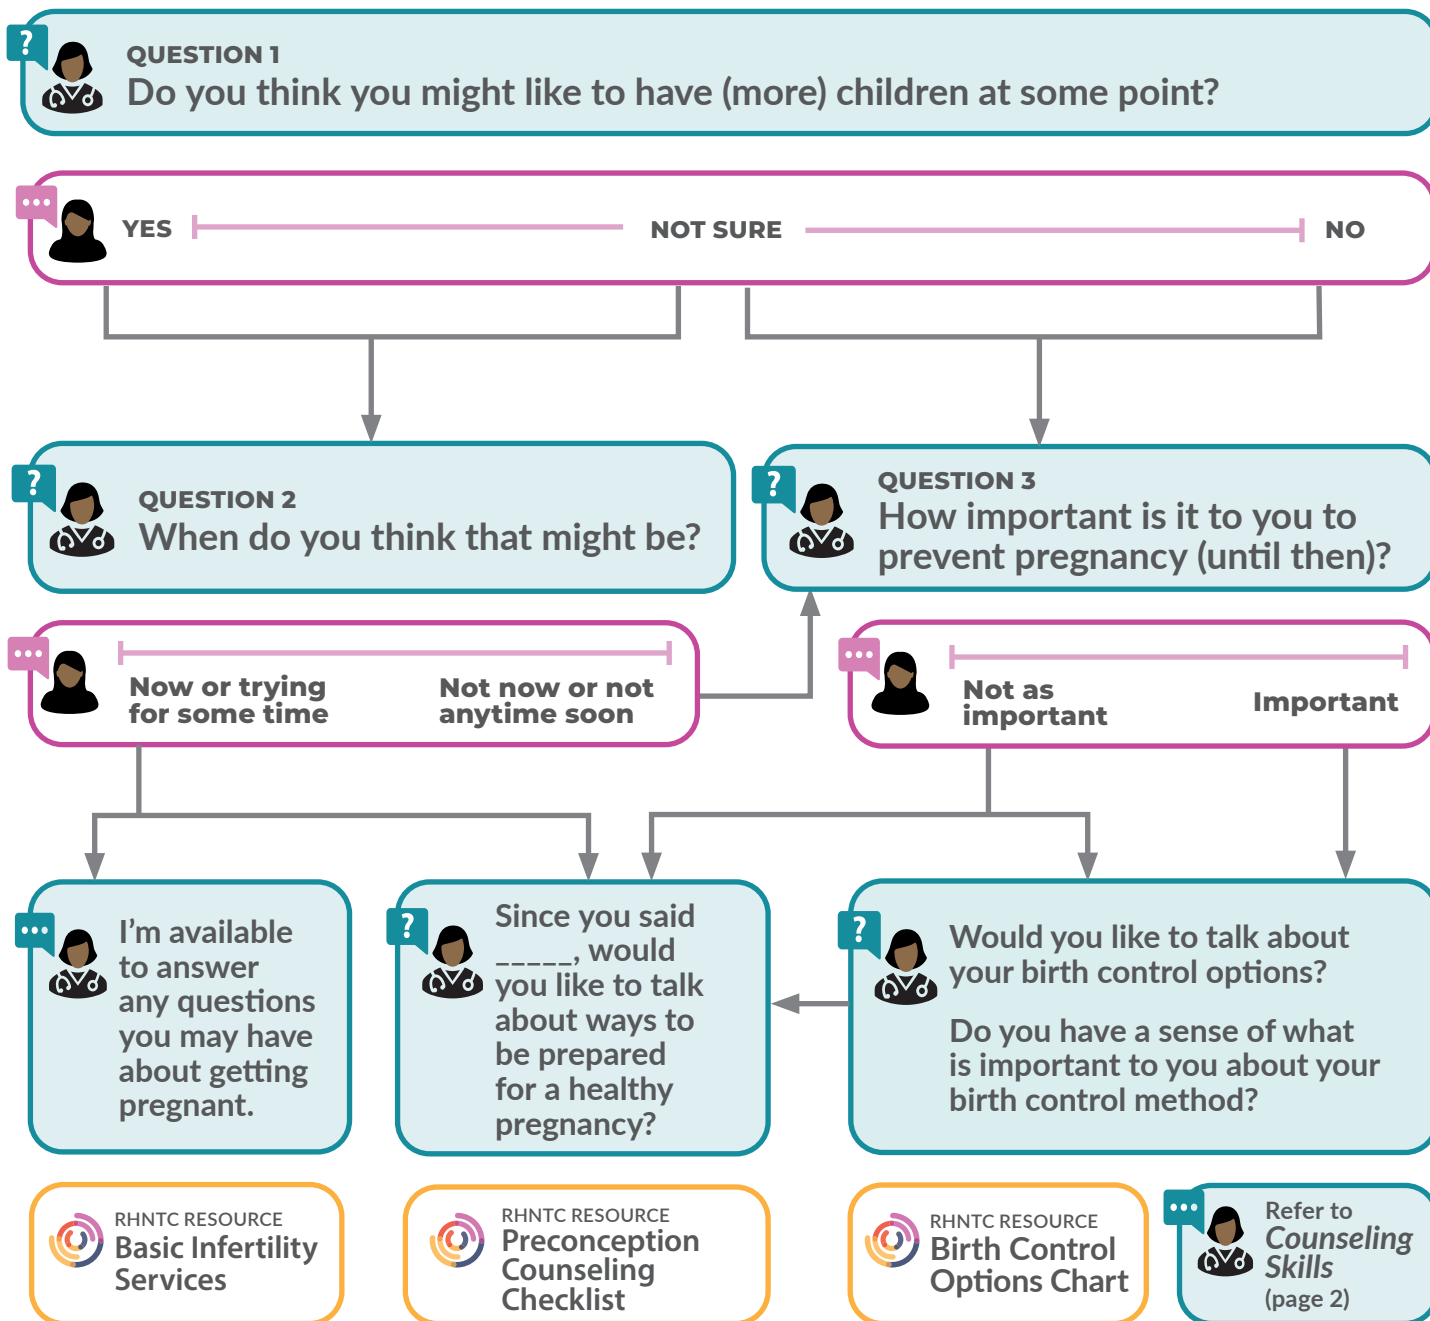 ?
QUESTION 1
Do you think you might like to have (more) children at some point?
YES
NOT SURE
NO
?
QUESTION 2
When do you think that might be?
?
QUESTION 3
How important is it to you to
prevent pregnancy (until then)?
Now or trying
for some time
Not now or not
anytime soon
Not as
important
Important
I'm available
to answer
any questions
you may have
about getting
pregnant.
?
Since you said
_____, would
you like to talk
about ways to
be prepared
for a healthy
pregnancy?
?
Would you like to talk about
your birth control options?
Do you have a sense of what
is important to you about your
birth control method?
RHNTC RESOURCE
Basic Infertility
Services
RHNTC RESOURCE
Preconception
Counseling
Checklist
RHNTC RESOURCE
Birth Control
Options Chart
Refer to
Counseling
Skills
(page 2)